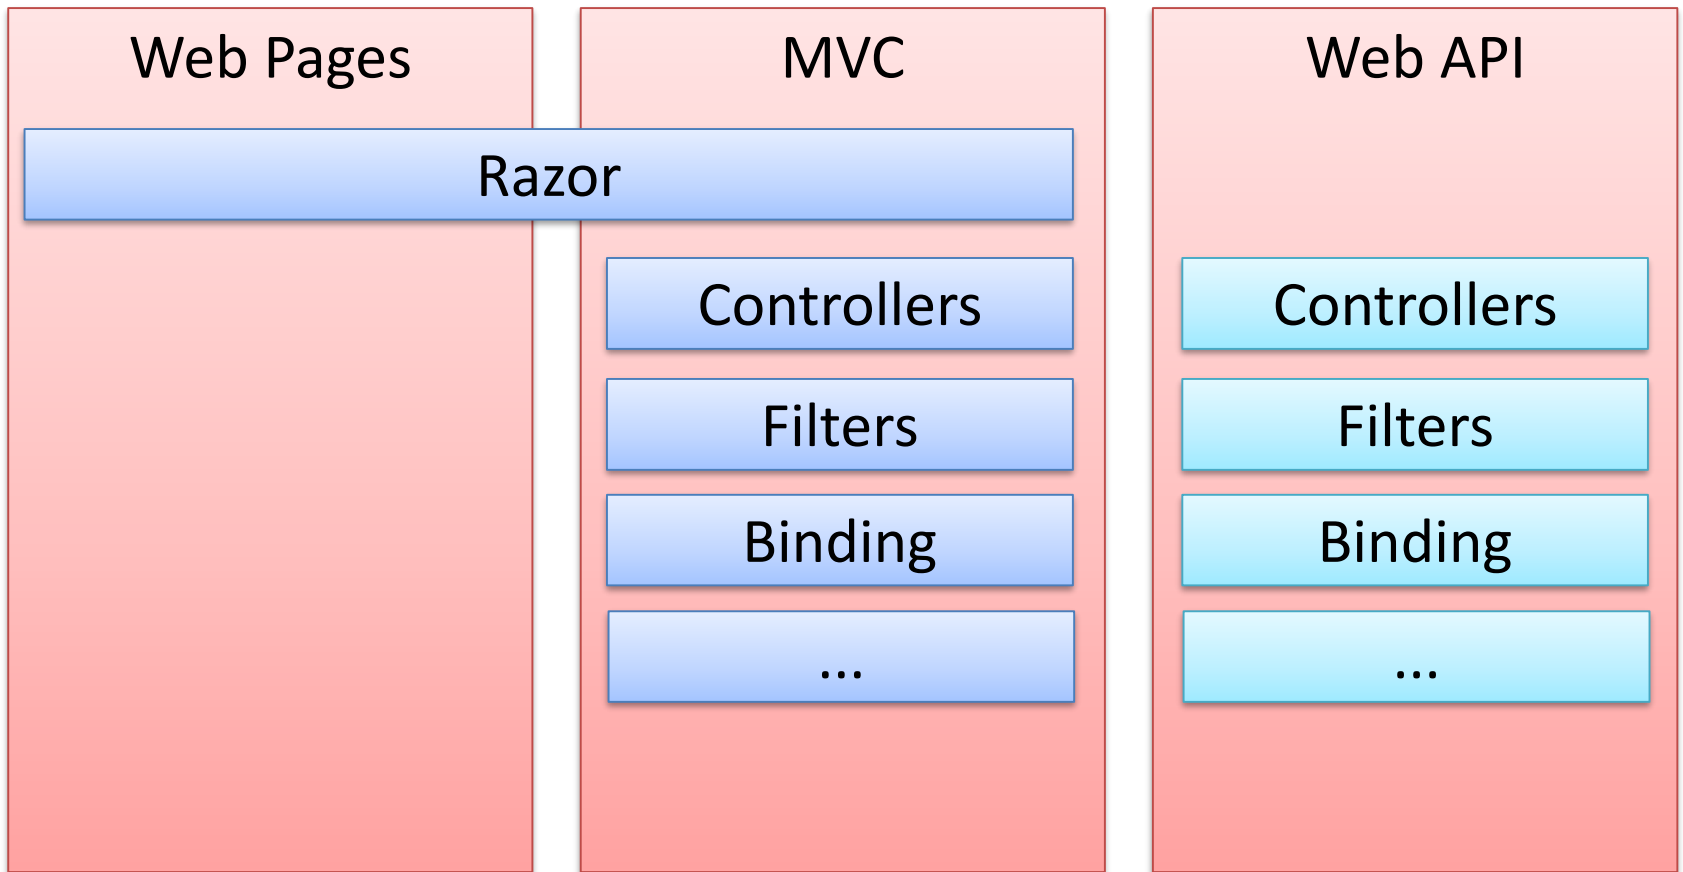 Web Pages
MVC
Web API
Razor
Controllers
Controllers
Filters
Filters
Binding
Binding
...
...